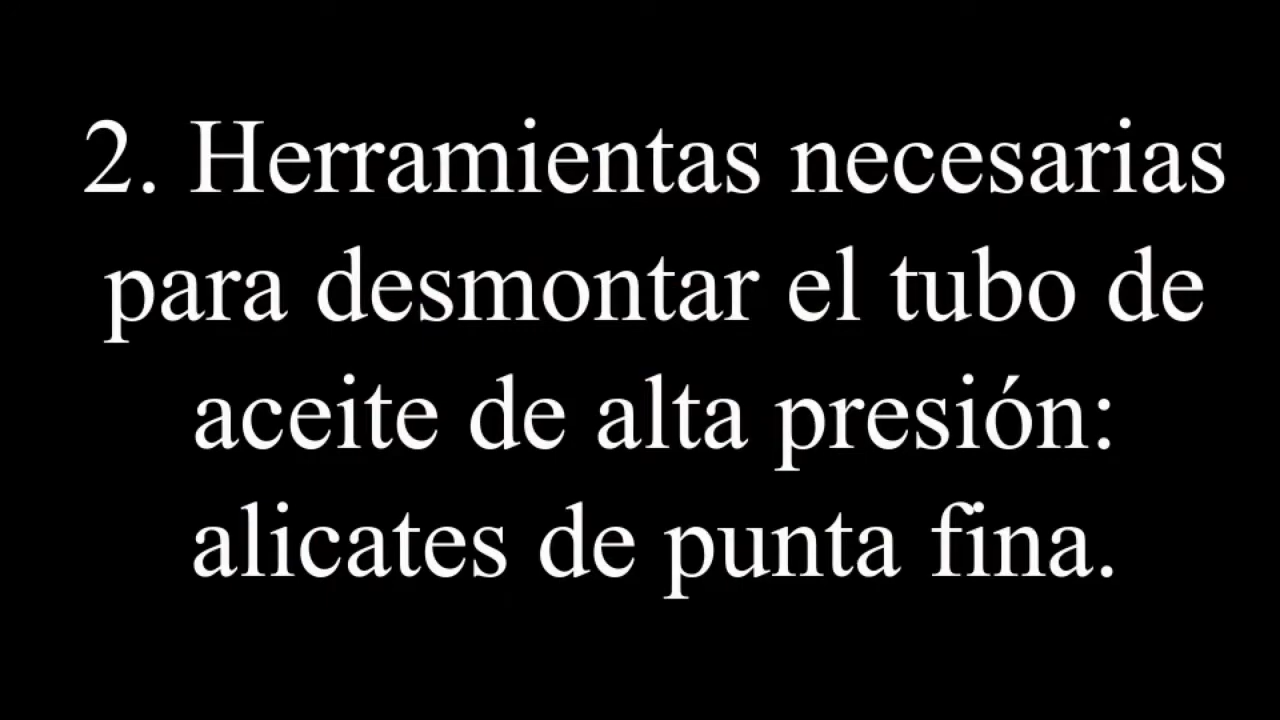 2. Herramientas necesarias
para desmontar el tubo de
aceite de alta presión:
alicates de punta fina.